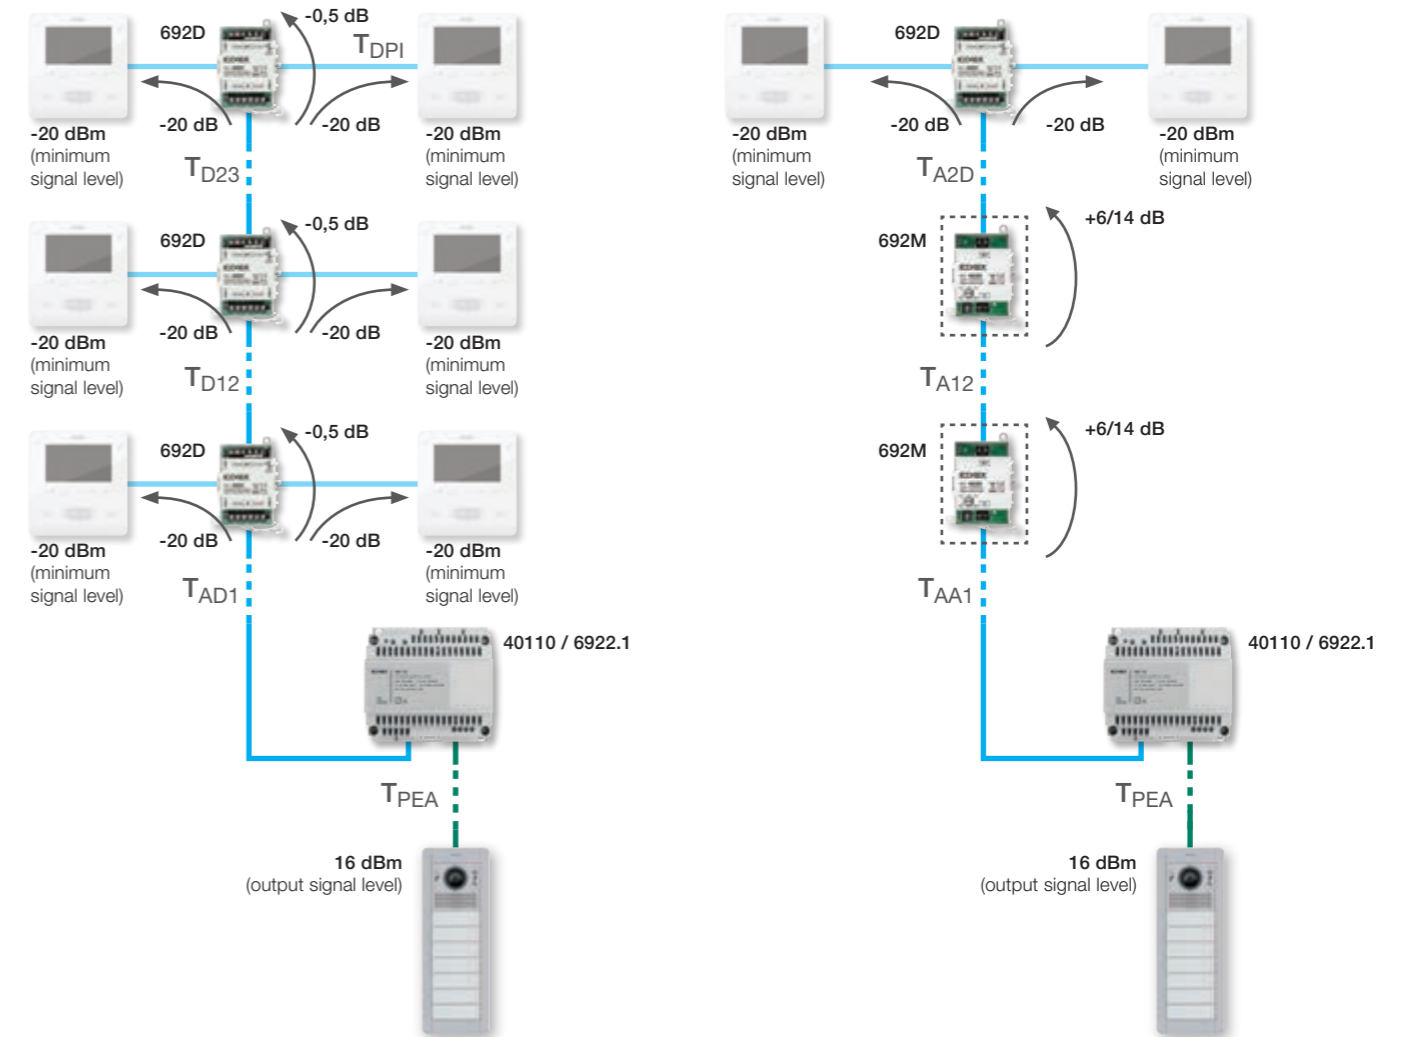 692D
-0,5 dB
TDPI
-20 dB
-20 dB
-20 dBm
(minimum
signal level)
-20 dBm
(minimum
signal level)
TD23
692D
-0,5 dB
-20 dB
-20 dB
-20 dBm
(minimum
signal level)
-20 dBm
(minimum
signal level)
TD12
692D
-0,5 dB
-20 dB
-20 dB
-20 dBm
(minimum
signal level)
-20 dBm
(minimum
signal level)
TAD1
40110 / 6922.1
TPEA
16 dBm
(output signal level)
692D
-20 dB
-20 dB
-20 dBm
(minimum
signal level)
-20 dBm
(minimum
signal level)
TA2D
692M
+6/14 dB
TA12
692M
+6/14 dB
TAA1
40110 / 6922.1
TPEA
16 dBm
(output signal level)